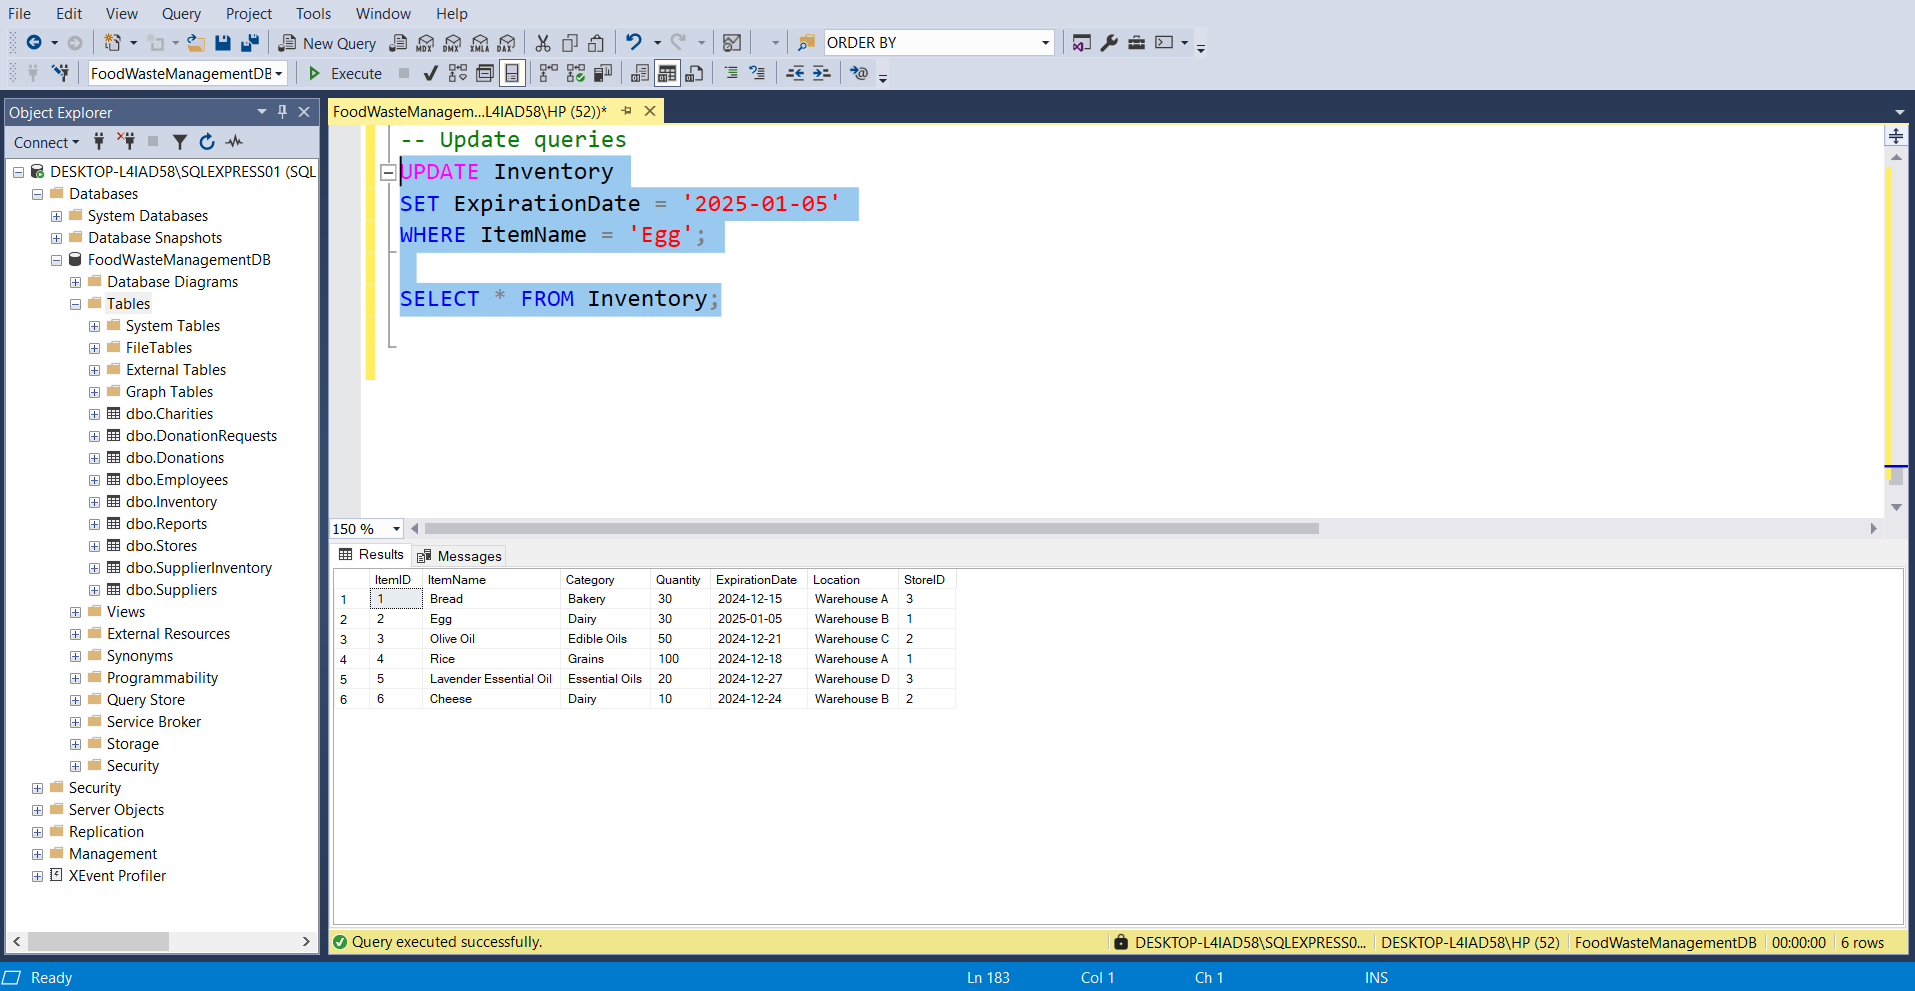 File Edit View Query Project Tools Window Help
New Query MDX DMX XMLA DAX ORDER BY
FoodWasteManagementDB Execute
Object Explorer
Connect
DESKTOP-L4IAD58\SQLEXPRESS01 (SQL
Databases
System Databases
Database Snapshots
FoodWasteManagementDB
Database Diagrams
Tables
System Tables
FileTables
External Tables
Graph Tables
dbo.Charities
dbo.DonationRequests
dbo.Donations
dbo.Employees
dbo.Inventory
dbo.Reports
dbo.Stores
dbo.SupplierInventory
dbo.Suppliers
Views
External Resources
Synonyms
Programmability
Query Store
Service Broker
Storage
Security
Security
Server Objects
Replication
Management
XEvent Profiler
FoodWasteManagem...L4IAD58\HP (52))*
-- Update queries
UPDATE Inventory
SET ExpirationDate = '2025-01-05'
WHERE ItemName = 'Egg';
SELECT * FROM Inventory;
150 %
Results Messages
ItemID ItemName Category Quantity ExpirationDate Location StoreID
1 1 Bread Bakery 30 2024-12-15 Warehouse A 3
2 2 Egg Dairy 30 2025-01-05 Warehouse B 1
3 3 Olive Oil Edible Oils 50 2024-12-21 Warehouse C 2
4 4 Rice Grains 100 2024-12-18 Warehouse A 1
5 5 Lavender Essential Oil Essential Oils 20 2024-12-27 Warehouse D 3
6 6 Cheese Dairy 10 2024-12-24 Warehouse B 2
Query executed successfully. DESKTOP-L4IAD58\SQLEXPRESS0... DESKTOP-L4IAD58\HP (52) FoodWasteManagementDB 00:00:00 6 rows
Ready Ln 183 Col 1 Ch 1 INS